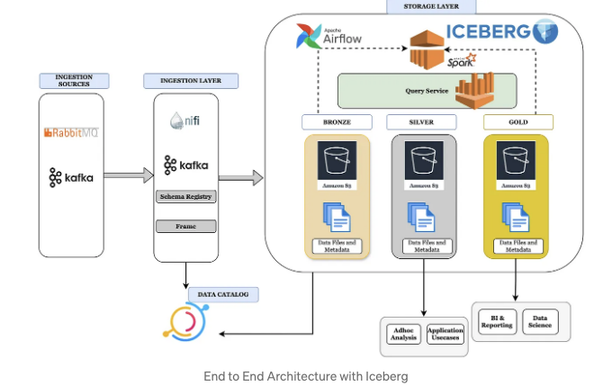 STORAGE LAYER
APACHE
Airflow
ICEBERG
Spark
Query Service
INGESTION
SOURCES
INGESTION LAYER
RabbitMQ
kafka
nifi
kafka
Schema Registry
Frame
BRONZE
SILVER
GOLD
Amazon S3
Amazon S3
Amazon S3
Data Files and
Metadata
Data Files and
Metadata
Data Files and
Metadata
DATA CATALOG
Adhoc
Analysis
Application
Usecases
BI &
Reporting
Data
Science
End to End Architecture with Iceberg